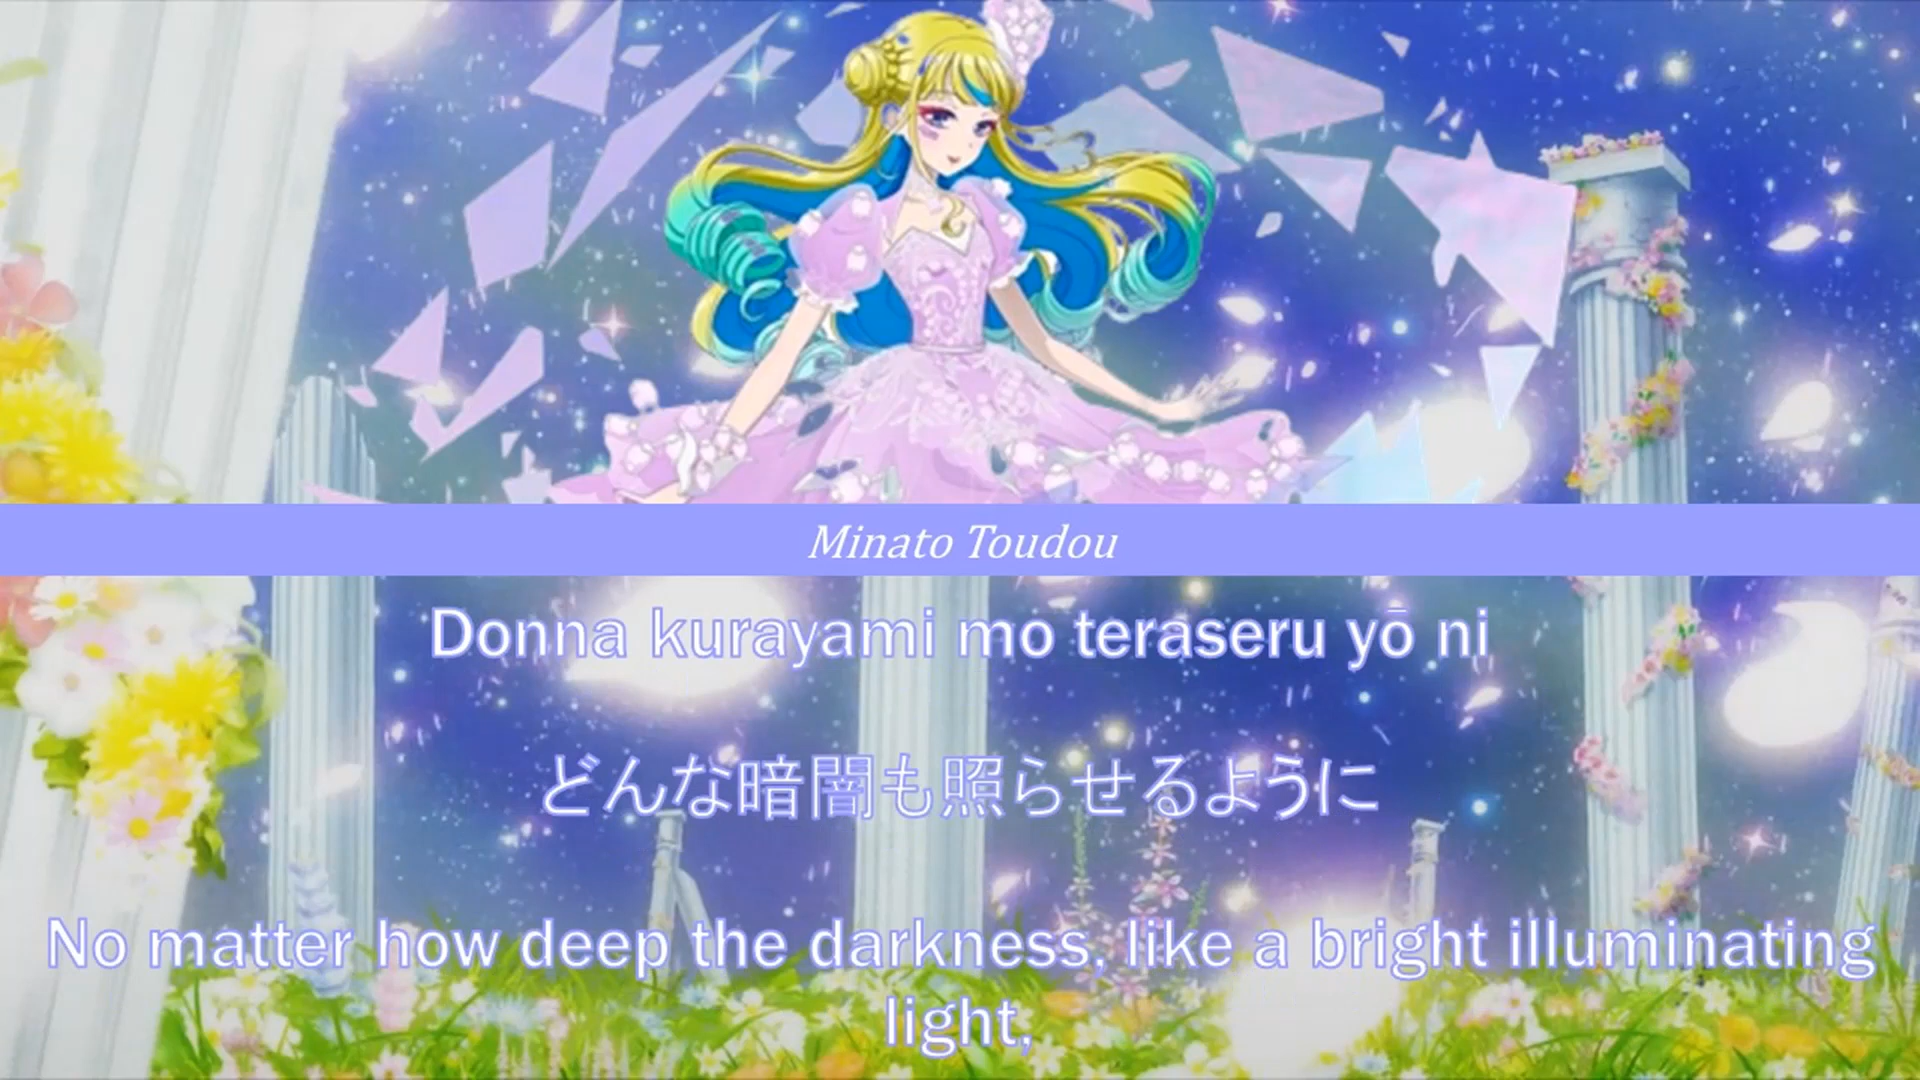 Minato Toudou
Donna kurayami mo teraseru yō ni
どんな暗闇も照らせるように
No matter how deep the darkness, like a bright illuminating
light,